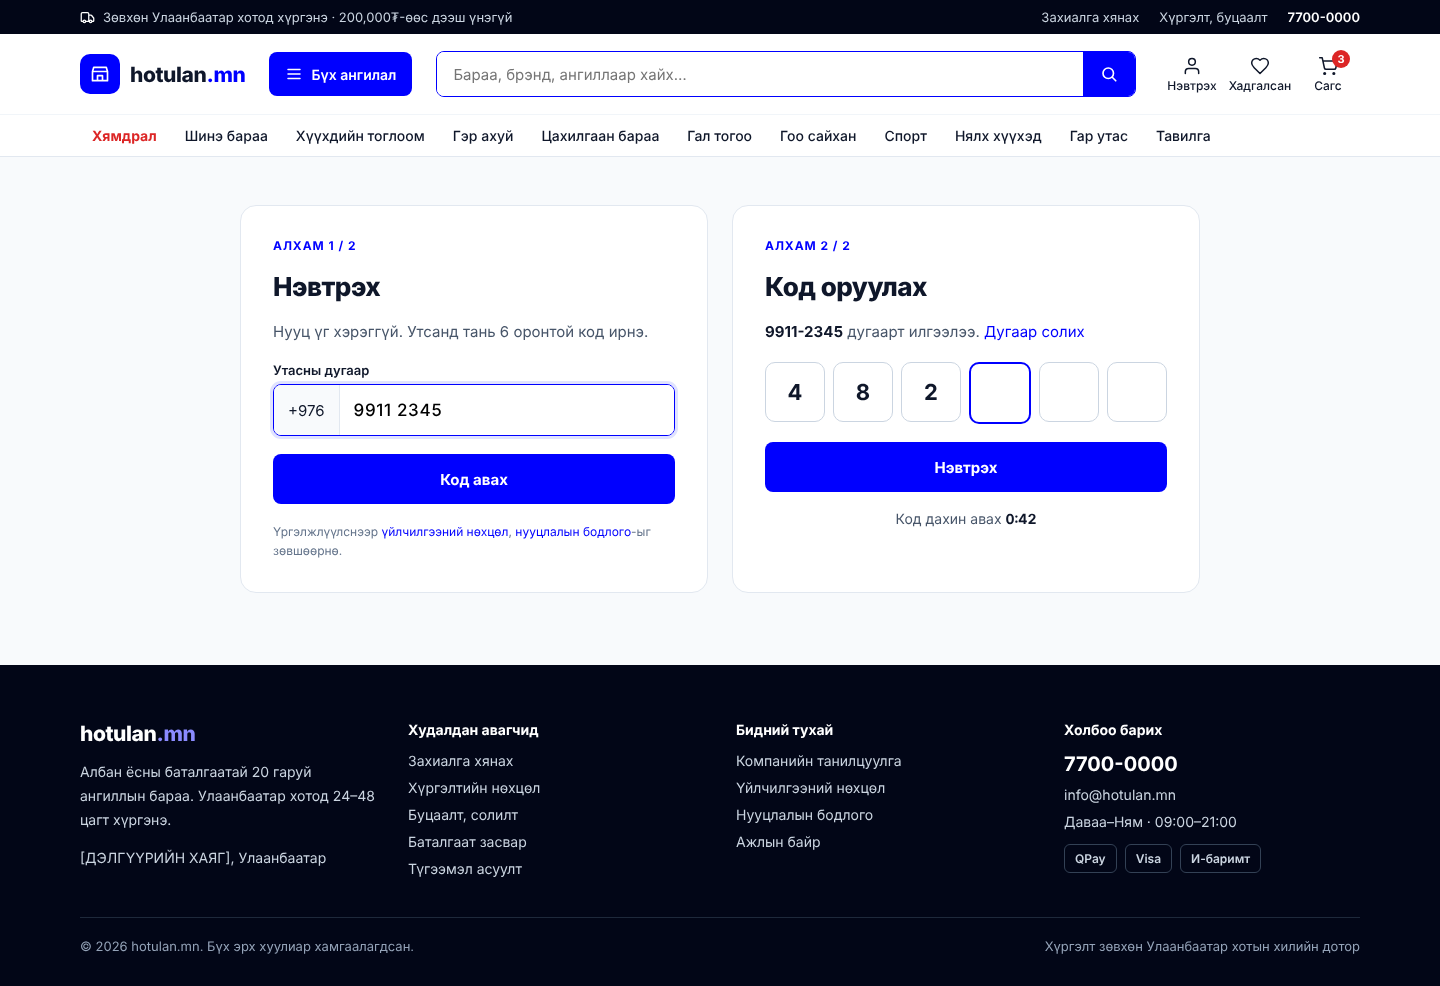 Зөвхөн Улаанбаатар хотод хүргэнэ · 200,000₮-өөс дээш үнэгүй
Захиалга хянах
Хүргэлт, буцаалт
7700-0000
hotulan.mn
Бүх ангилал
Бараа, брэнд, ангиллаар хайх...
Нэвтрэх
Хадгалсан
3
Сагс
Хямдрал
Шинэ бараа
Хүүхдийн тоглоом
Гэр ахуй
Цахилгаан бараа
Гал тогоо
Гоо сайхан
Спорт
Нялх хүүхэд
Гар утас
Тавилга
АЛХАМ 1 / 2
Нэвтрэх
Нууц үг хэрэггүй. Утсанд тань 6 оронтой код ирнэ.
Утасны дугаар
+976
9911 2345
Код авах
Үргэлжлүүлснээр үйлчилгээний нөхцөл, нууцлалын бодлого-ыг
зөвшөөрнө.
АЛХАМ 2 / 2
Код оруулах
9911-2345 дугаарт илгээлээ. Дугаар солих
4 8 2
Нэвтрэх
Код дахин авах 0:42
hotulan.mn
Албан ёсны баталгаатай 20 гаруй
ангиллын бараа. Улаанбаатар хотод 24–48
цагт хүргэнэ.
[ДЭЛГҮҮРИЙН ХАЯГ], Улаанбаатар
Худалдан авагчид
Захиалга хянах
Хүргэлтийн нөхцөл
Буцаалт, солилт
Баталгаат засвар
Түгээмэл асуулт
Бидний тухай
Компанийн танилцуулга
Үйлчилгээний нөхцөл
Нууцлалын бодлого
Ажлын байр
Холбоо барих
7700-0000
info@hotulan.mn
Даваа–Ням · 09:00–21:00
QPay
Visa
И-баримт
© 2026 hotulan.mn. Бүх эрх хуулиар хамгаалагдсан.
Хүргэлт зөвхөн Улаанбаатар хотын хилийн дотор